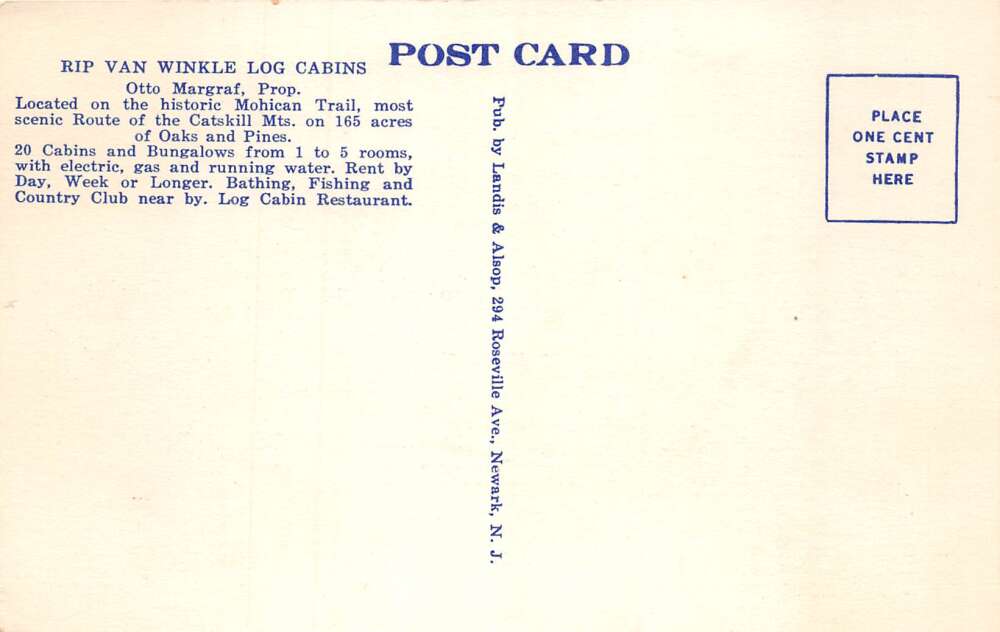 POST CARD
RIP VAN WINKLE LOG CABINS
Otto Margraf, Prop.
Located on the historic Mohican Trail, most
scenic Route of the Catskill Mts. on 165 acres
of Oaks and Pines.
20 Cabins and Bungalows from 1 to 5 rooms,
with electric, gas and running water. Rent by
Day, Week or Longer. Bathing, Fishing and
Country Club near by. Log Cabin Restaurant.
Pub. by Landis & Alsop, 294 Roseville Ave., Newark, N. J.
PLACE
ONE CENT
STAMP
HERE